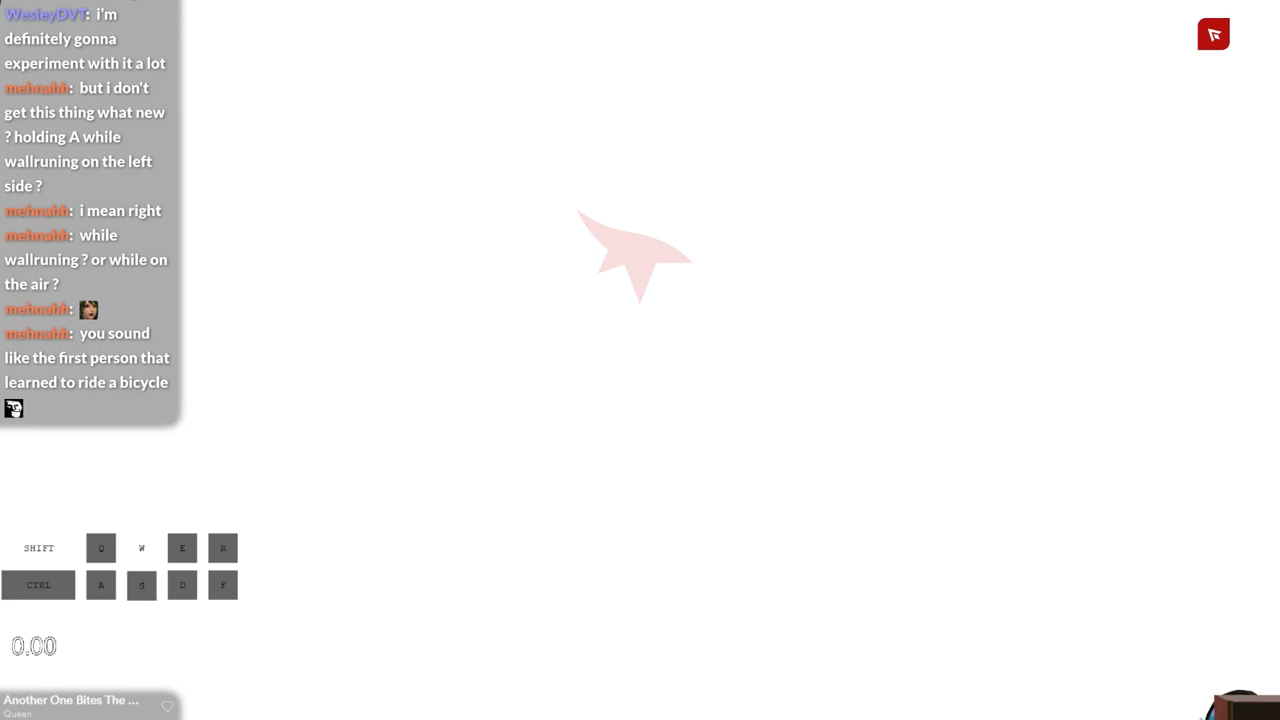 WesleyDVT: i'm
definitely gonna
experiment with it a lot
mehnahh: but i don't
get this thing what new
? holding A while
wallruning on the left
side ?
mehnahh: i mean right
mehnahh: while
wallruning ? or while on
the air ?
mehnahh:
mehnahh: you sound
like the first person that
learned to ride a bicycle
SHIFT Q W E R
CTRL A S D F
0.00
Another One Bites The ...
Queen